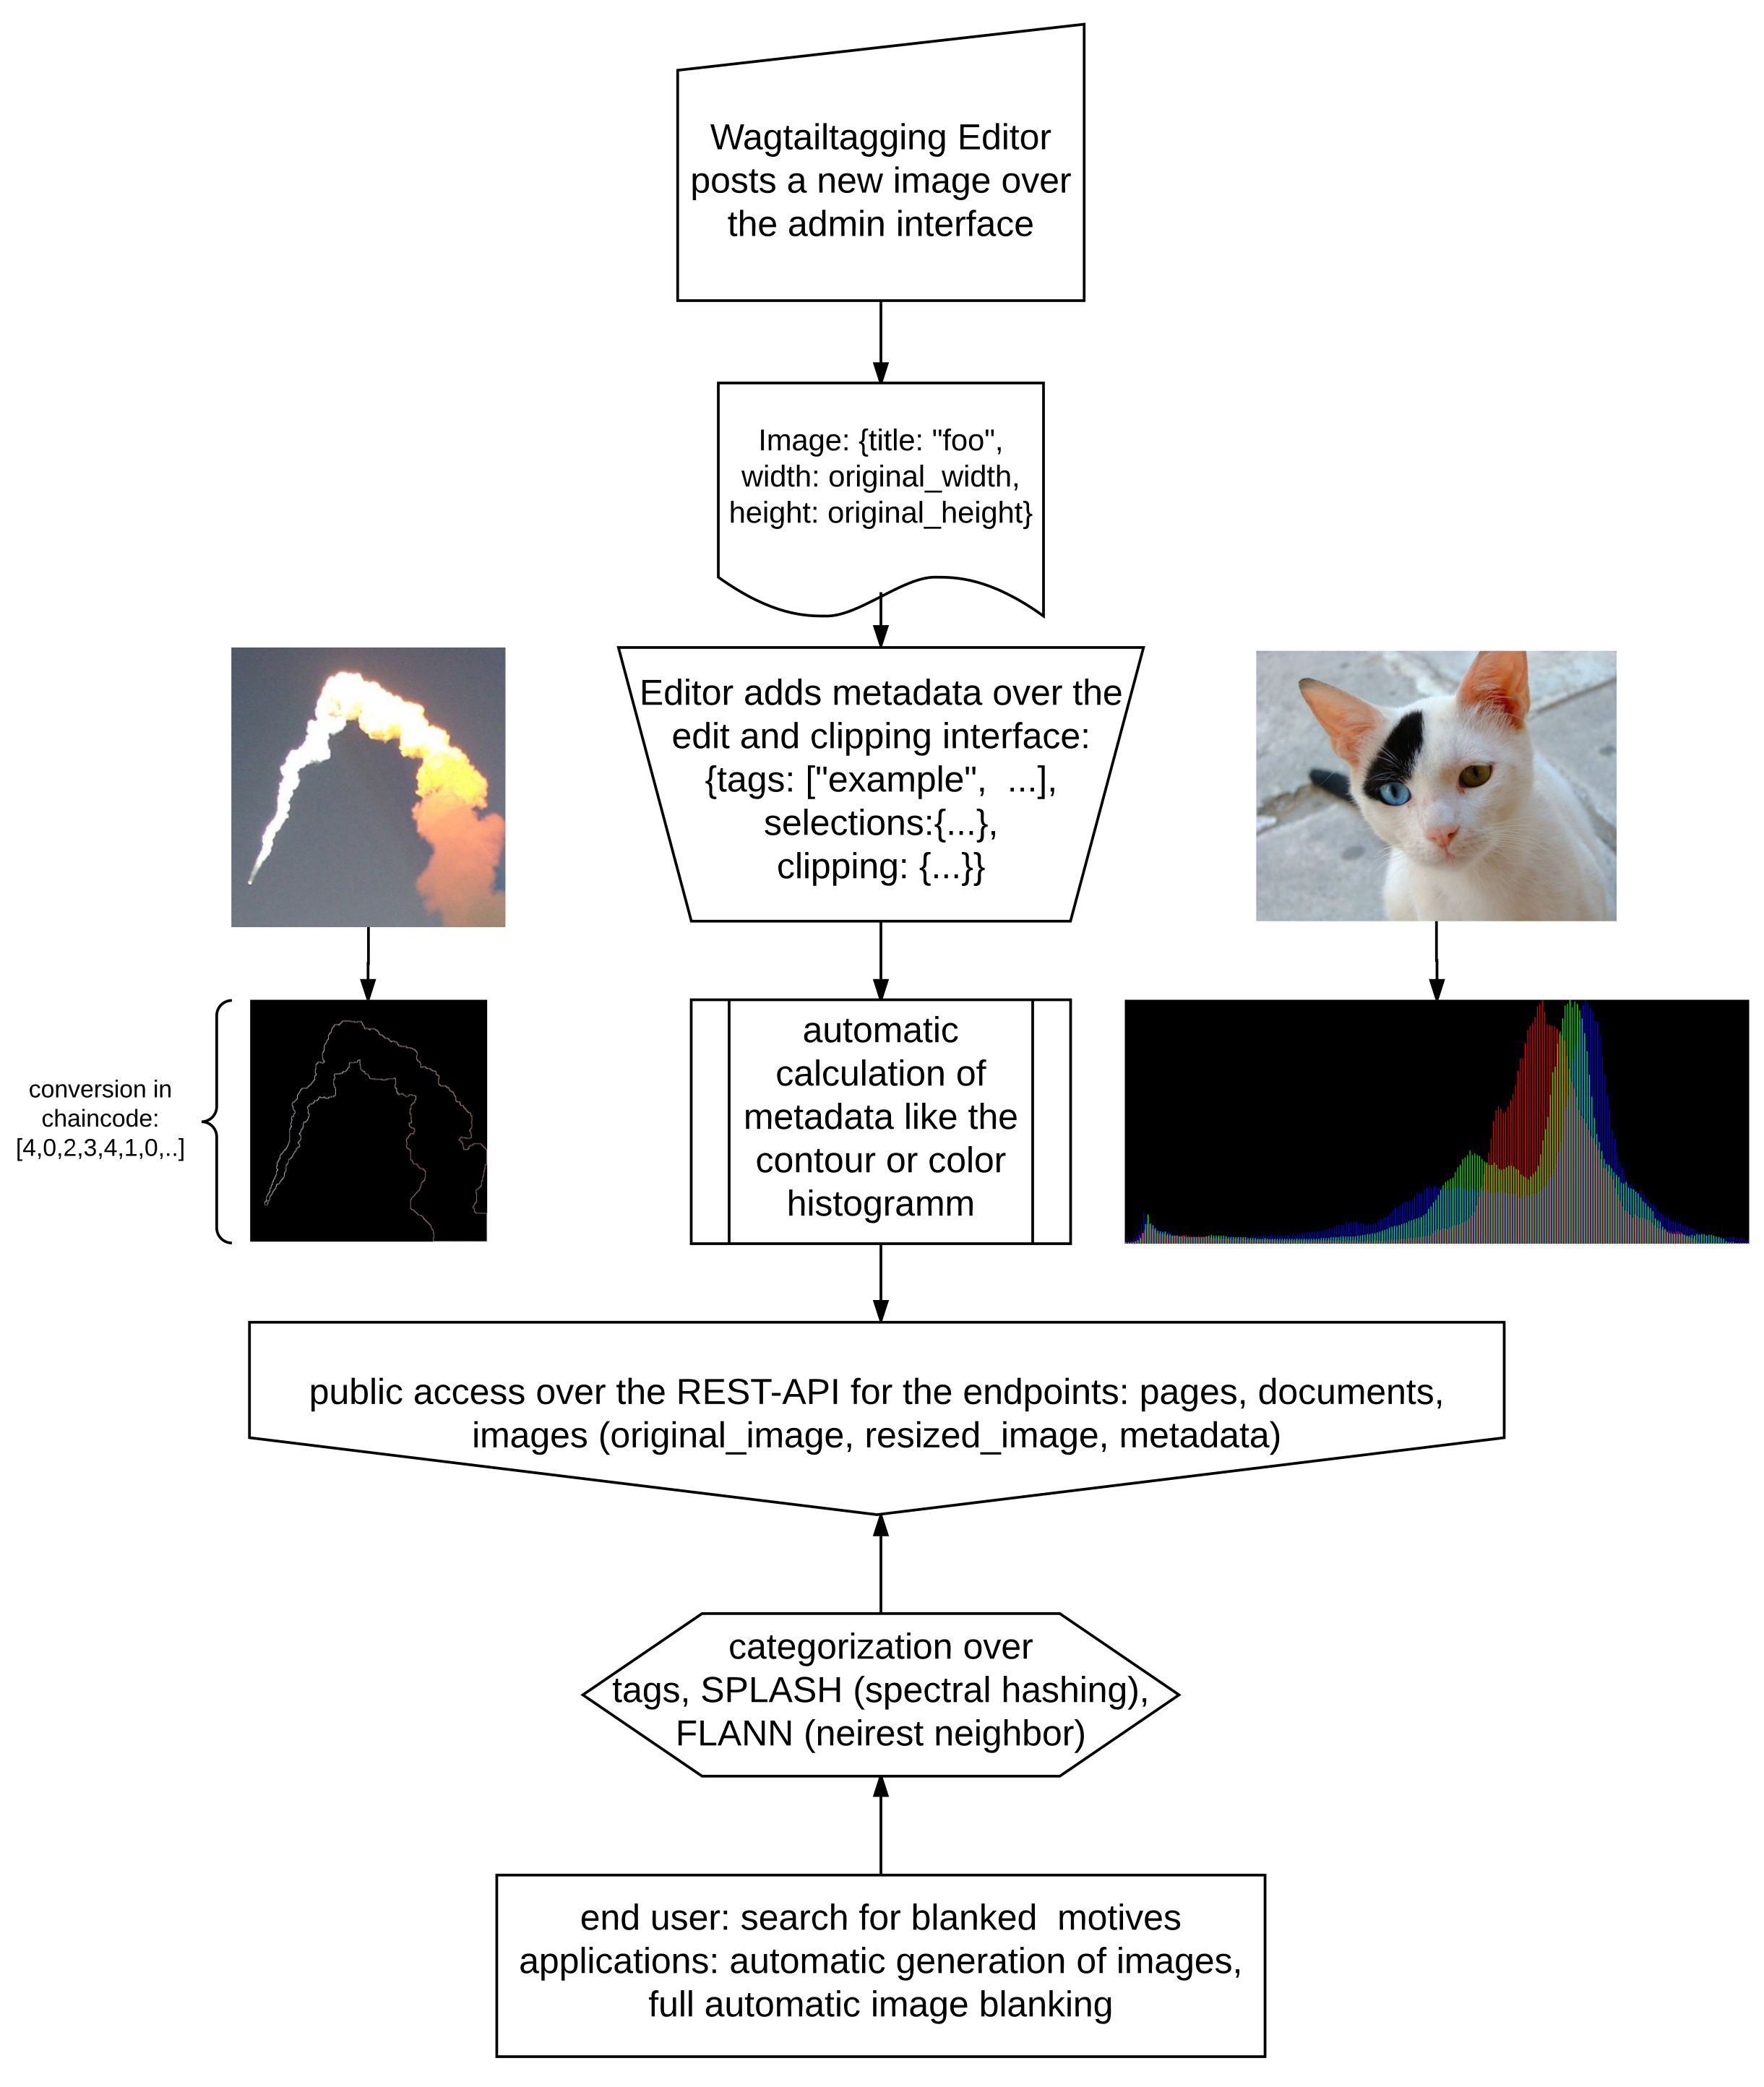 Wagtailtagging Editor
posts a new image over
the admin interface
Image: {title: "foo",
width: original_width,
height: original_height}
Editor adds metadata over the
edit and clipping interface:
{tags: ["example",  ...],
selections:{...},
clipping: {...}}
conversion in
chaincode:
[4,0,2,3,4,1,0,..]
automatic
calculation of
metadata like the
contour or color
histogramm
public access over the REST-API for the endpoints: pages, documents,
images (original_image, resized_image, metadata)
categorization over
tags, SPLASH (spectral hashing),
FLANN (neirest neighbor)
end user: search for blanked  motives
applications: automatic generation of images,
full automatic image blanking